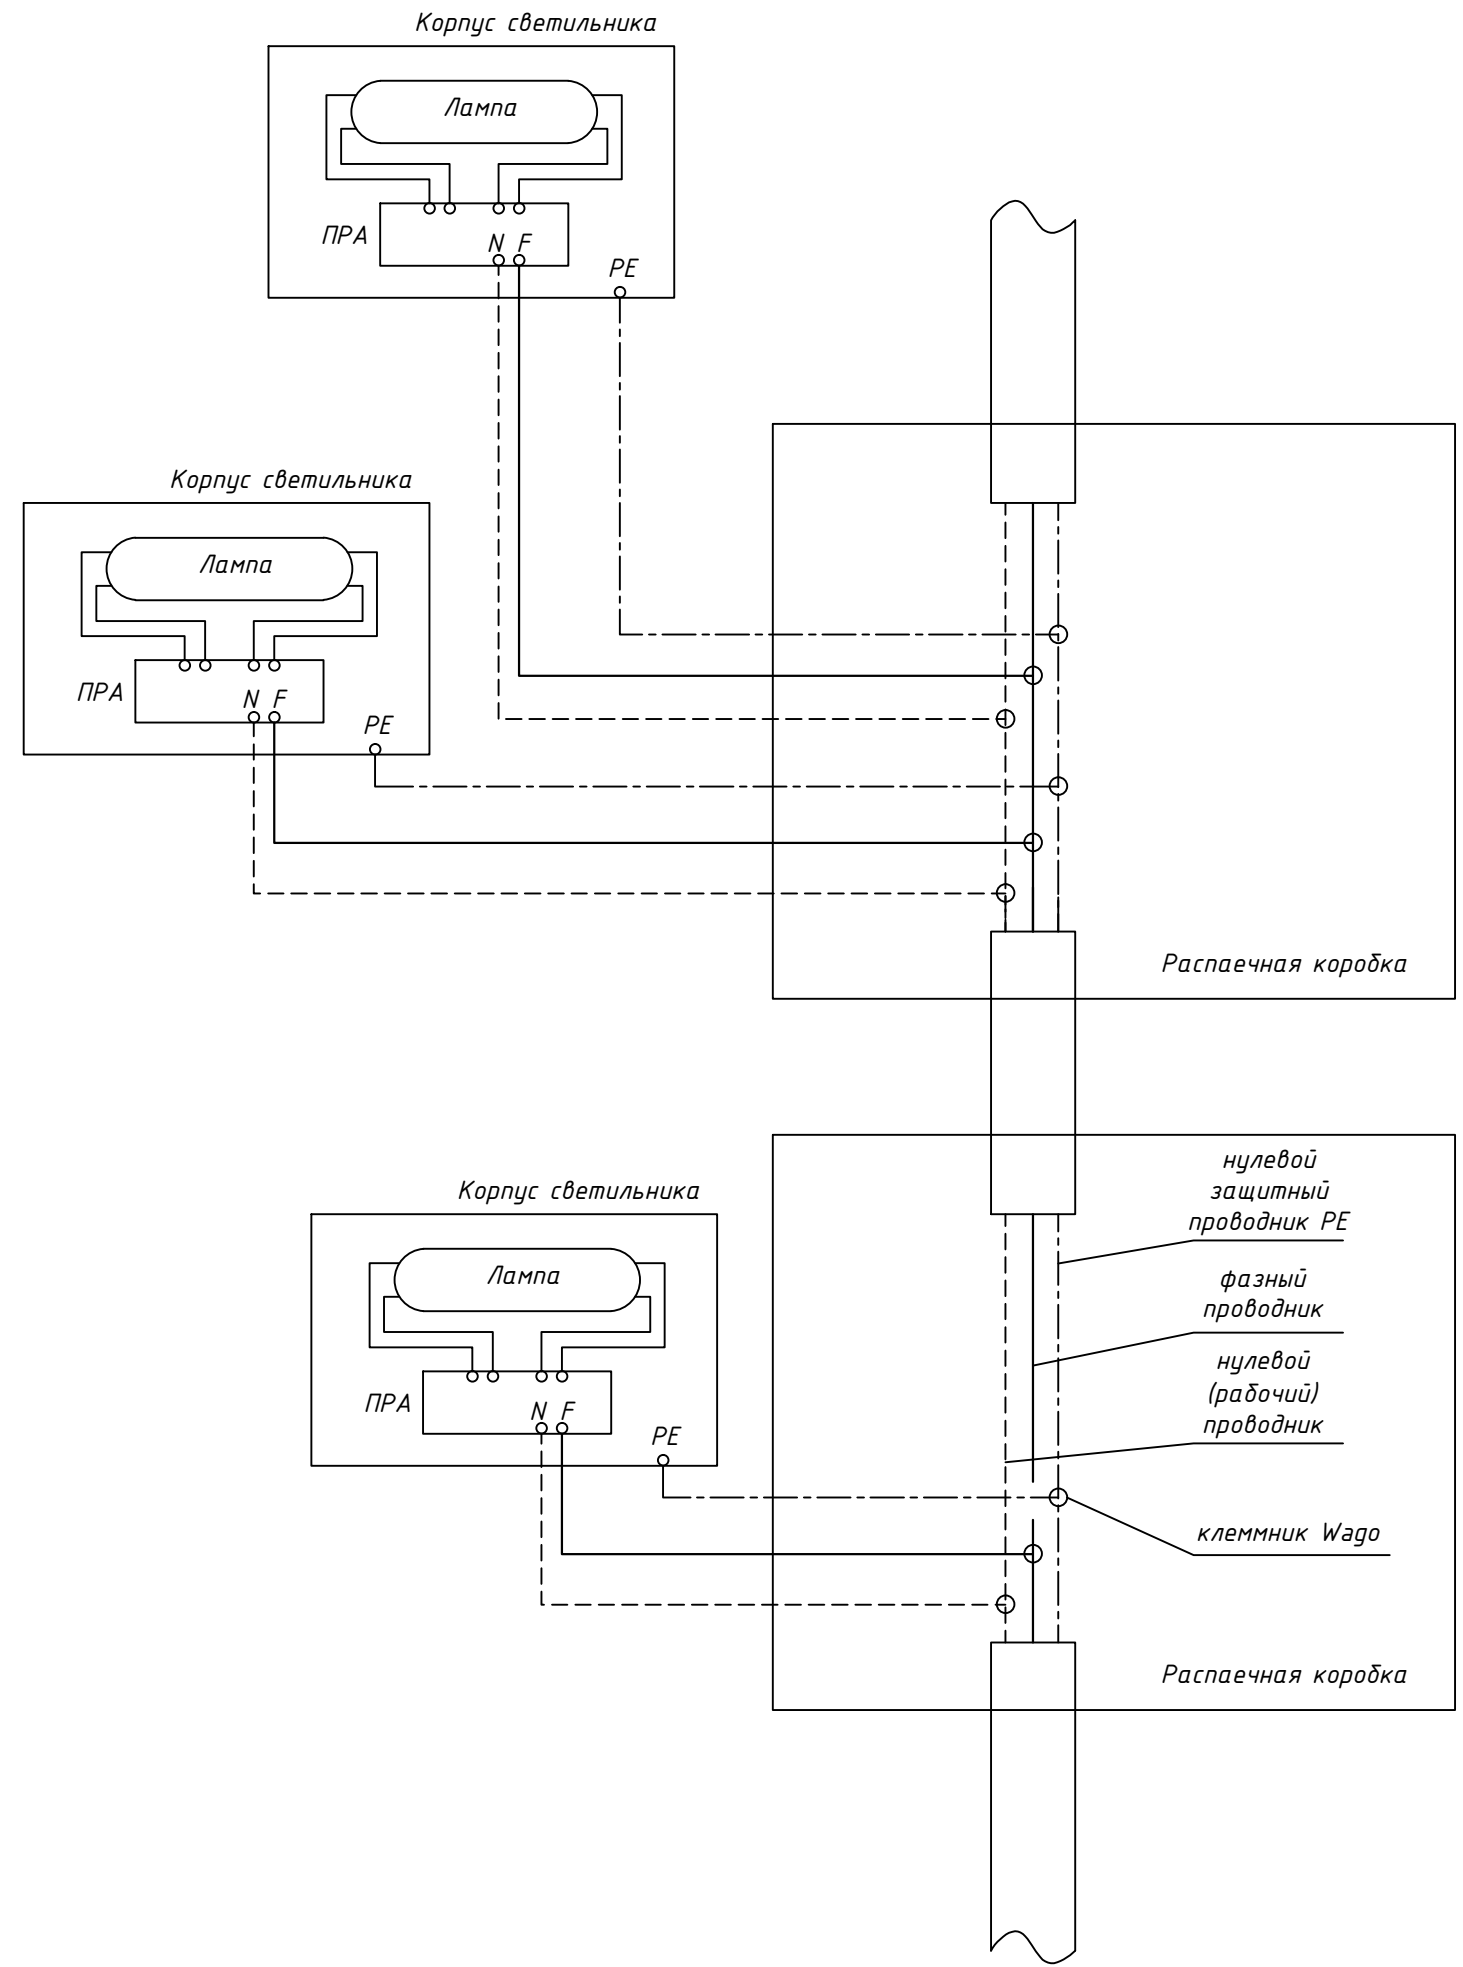 Корпус светильника
Лампа
ПРА
N F
PE
Корпус светильника
Лампа
ПРА
N F
PE
Распаечная коробка
нулевой
защитный
проводник PE
фазный
проводник
нулевой
(рабочий)
проводник
Корпус светильника
Лампа
ПРА
N F
PE
клеммник Wago
Распаечная коробка